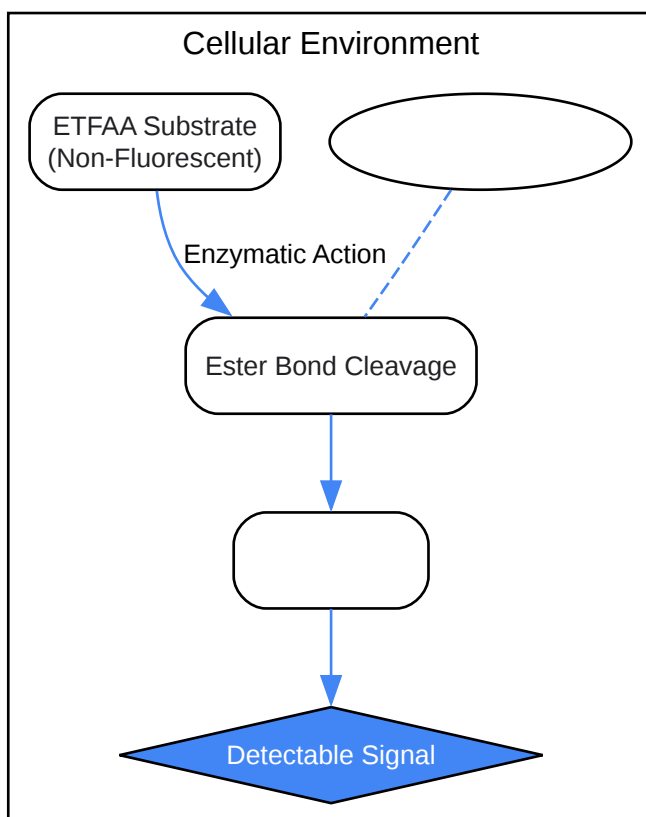 Cellular Environment
ETFAA Substrate
(Non-Fluorescent)
Enzymatic Action
Ester Bond Cleavage
Detectable Signal